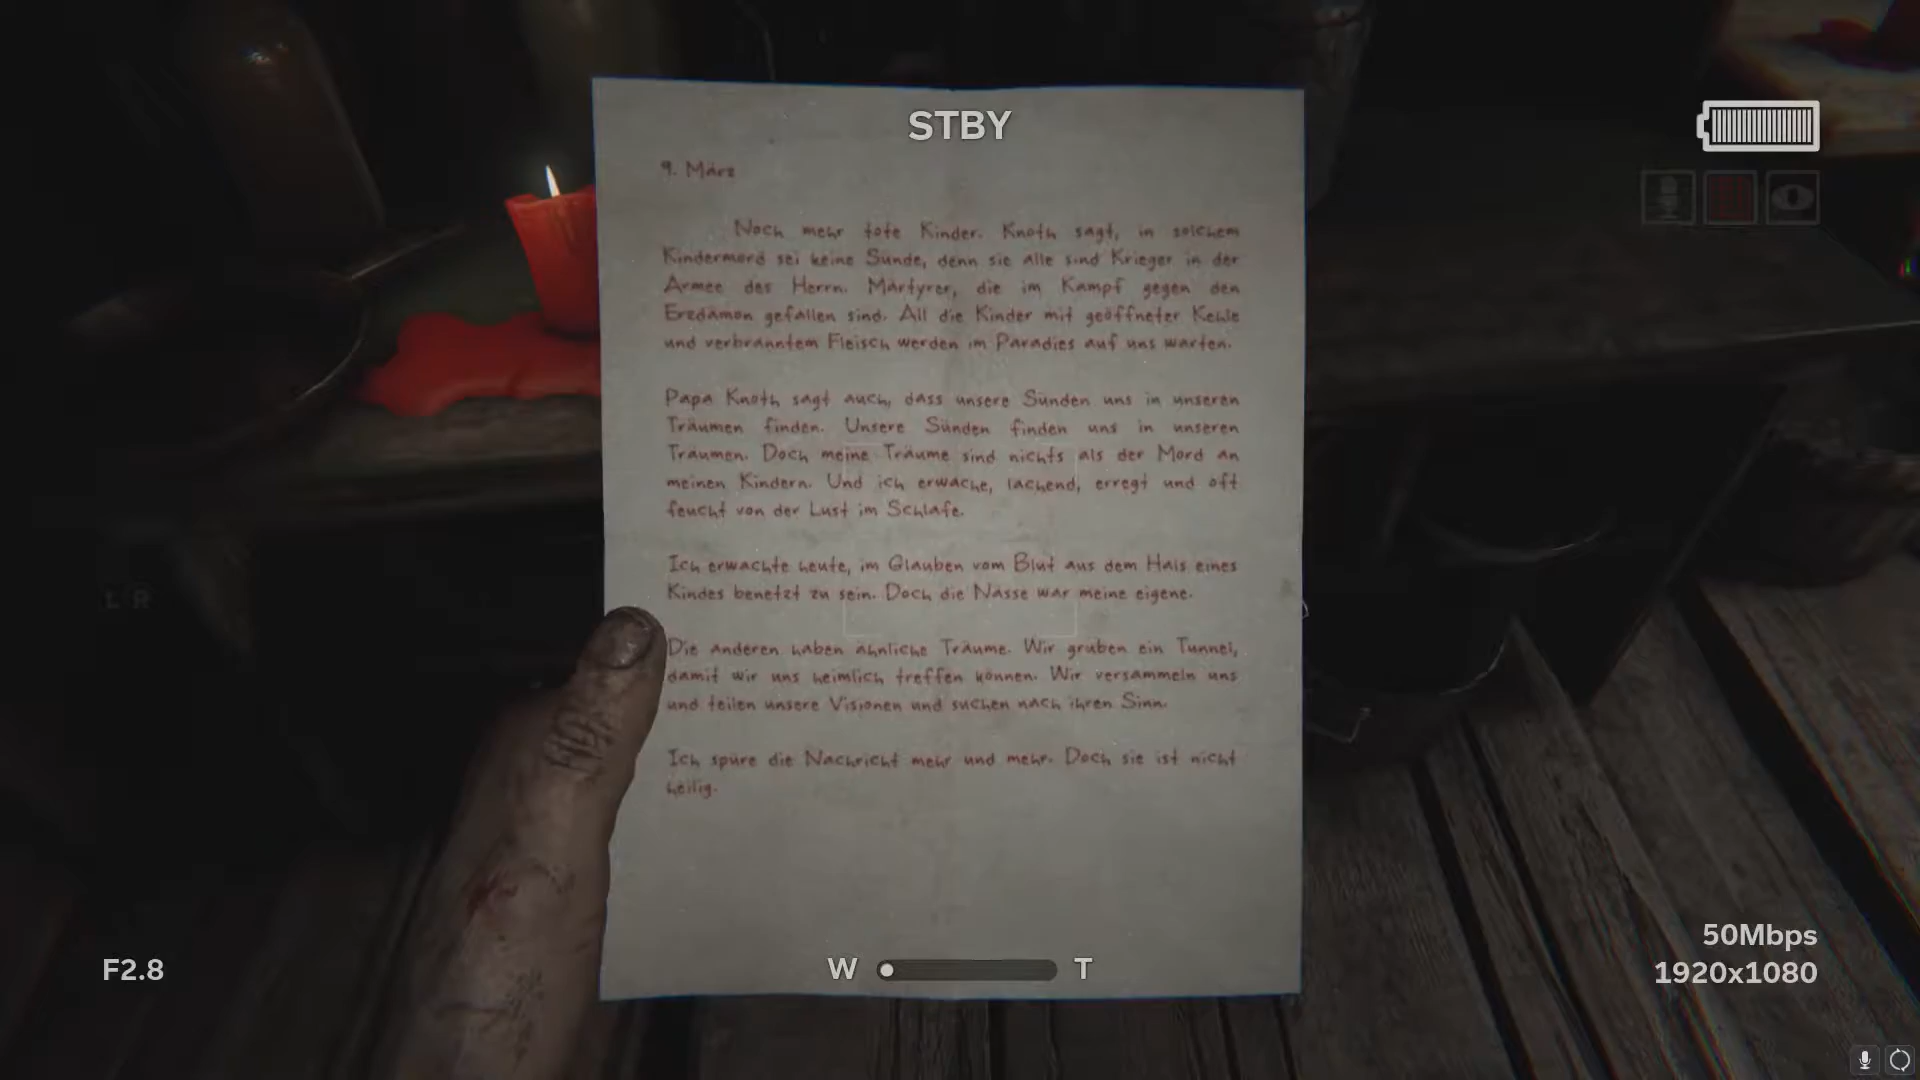 STBY
9. März
Noch mehr tote Kinder. Knoth sagt, in solchem
Kindermord sei keine Sünde, denn sie alle sind Krieger in der
Armee des Herrn. Märtyrer, die im Kampf gegen den
Erzdämon gefallen sind. All die Kinder mit geöffneter Kehle
und verbranntem Fleisch werden im Paradies auf uns warten.
Papa Knoth sagt auch, dass unsere Sünden uns in unseren
Träumen finden. Unsere Sünden finden uns in unseren
Träumen. Doch meine Träume sind nichts als der Mord an
meinen Kindern. Und ich erwache, lachend, erregt und oft
feucht von der Lust im Schlafe.
Ich erwachte heute, im Glauben vom Blut aus dem Hals eines
Kindes benetzt zu sein. Doch die Nässe war meine eigene.
Die anderen haben ähnliche Träume. Wir gruben ein Tunnel,
damit wir uns heimlich treffen können. Wir versammeln uns
und teilen unsere Visionen und suchen nach ihren Sinn.
Ich spüre die Nachricht mehr und mehr. Doch sie ist nicht
heilig.
L R
F2.8
W T
50Mbps
1920x1080